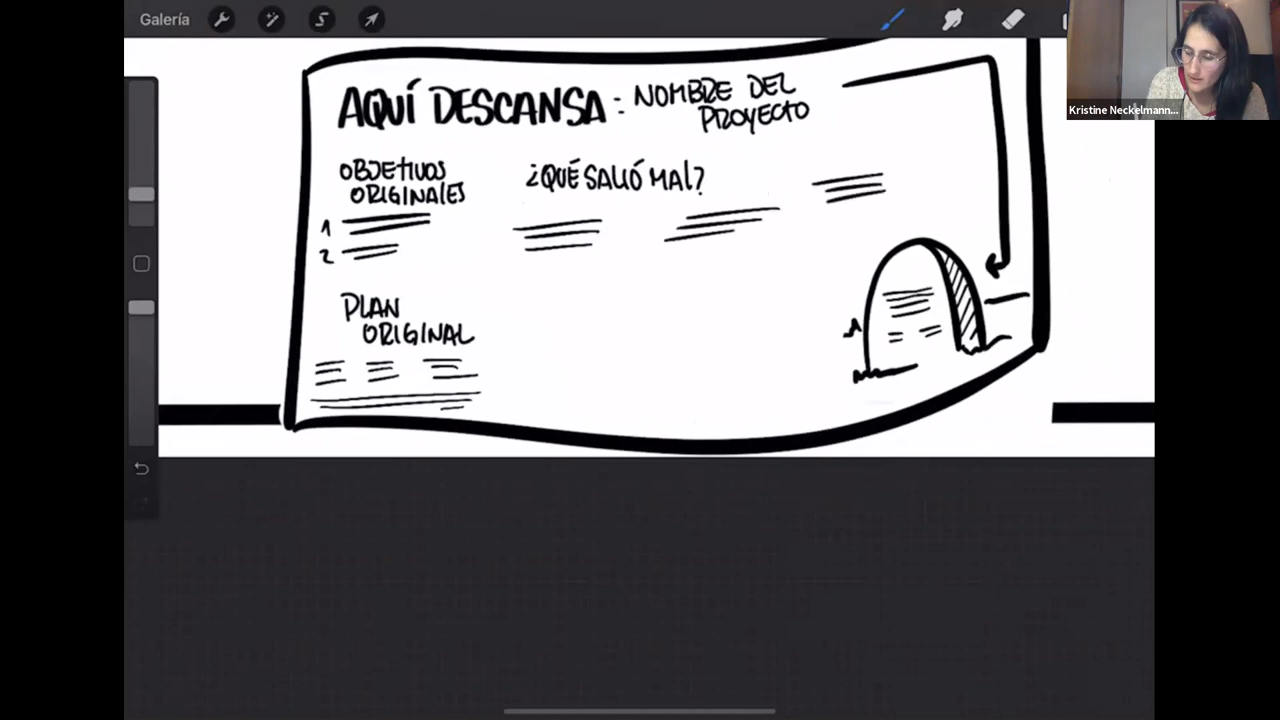 Galería
Kristine Neckelmann...
AQUÍ DESCANSA: NOMBRE DEL
PROYECTO
OBJETIVOS
ORIGINALES
¿QUÉ SALIÓ MAL?
1
2
PLAN
ORIGINAL